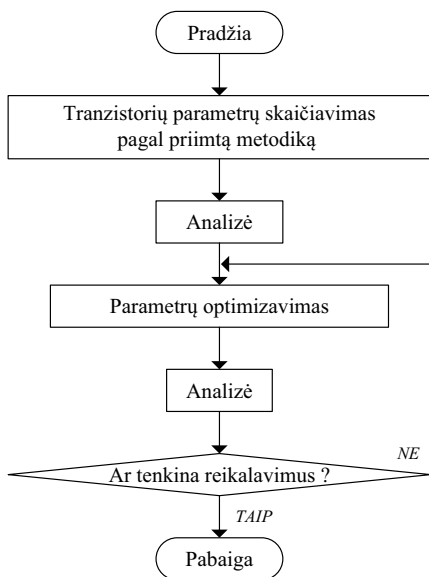 Pradžia
Tranzistorių parametrų skaičiavimas
pagal priimtą metodiką
Analizė
Parametrų optimizavimas
Analizė
NE
Ar tenkina reikalavimus ?
TAIP
Pabaiga